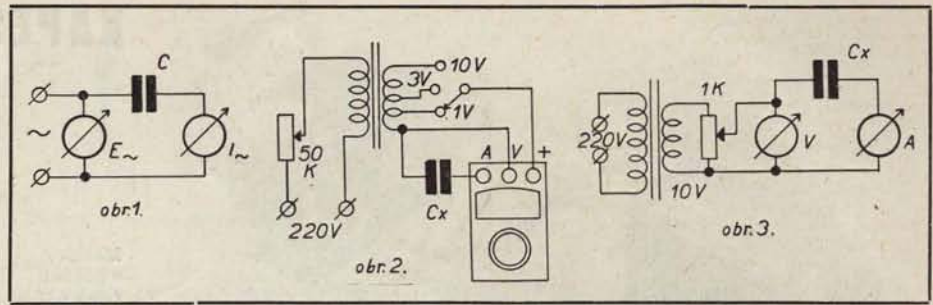 C
~
E~
I~
obr.1.
50
K
220V
3V
10V
1V
A V +
Cx
obr. 2.
220V
1K
10V
V
Cx
A
obr. 3.